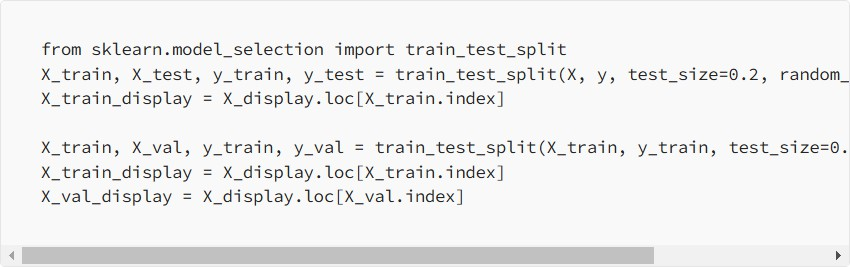 from sklearn.model_selection import train_test_split
X_train, X_test, y_train, y_test = train_test_split(X, y, test_size=0.2, random_
X_train_display = X_display.loc[X_train.index]
X_train, X_val, y_train, y_val = train_test_split(X_train, y_train, test_size=0.
X_train_display = X_display.loc[X_train.index]
X_val_display = X_display.loc[X_val.index]